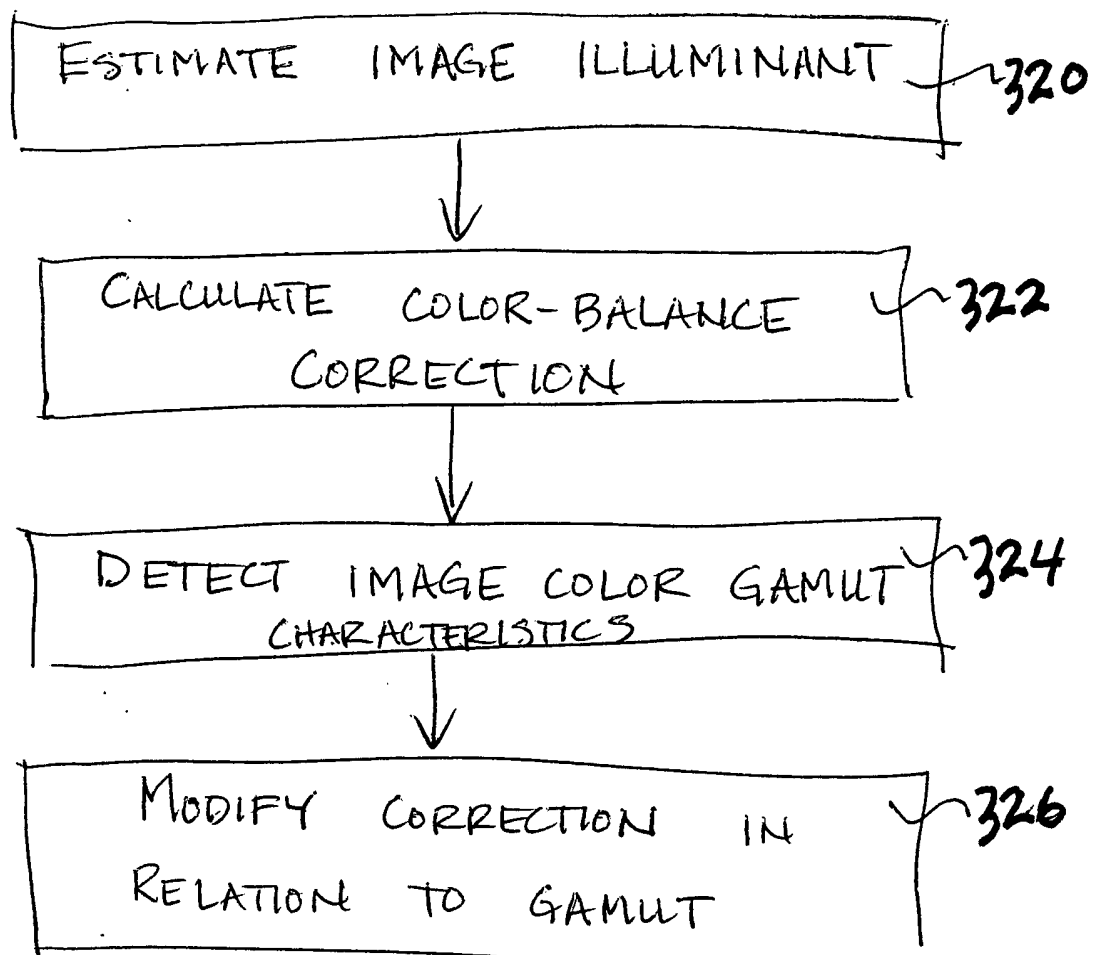 ESTIMATE IMAGE ILLUMINANT 320
CALCULATE COLOR-BALANCE 322
CORRECTION
DETECT IMAGE COLOR GAMUT 324
CHARACTERISTICS
MODIFY CORRECTION IN 326
RELATION TO GAMUT